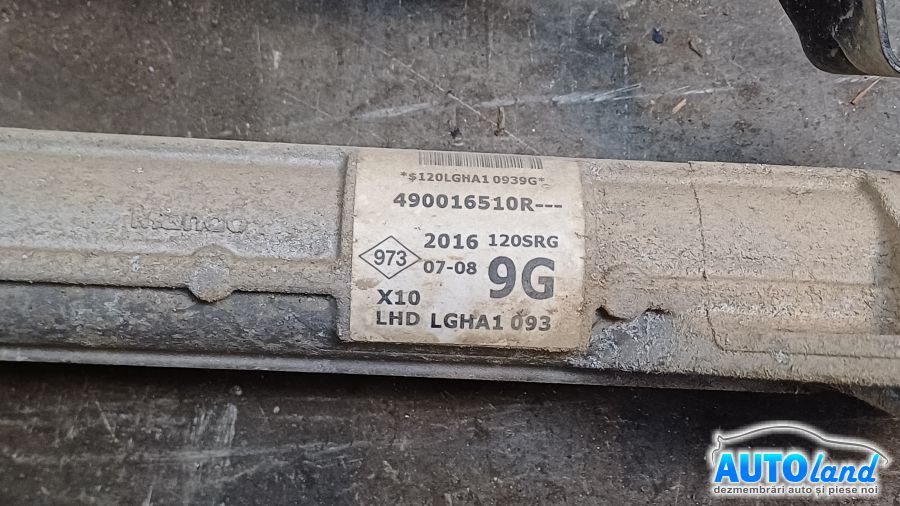 *$120LGHA1 0939G*
490016510R---
973
2016 120SRG
07-08 9G
X10
LHD LGHA1 093
AUTOland
dezmembrări auto și piese noi